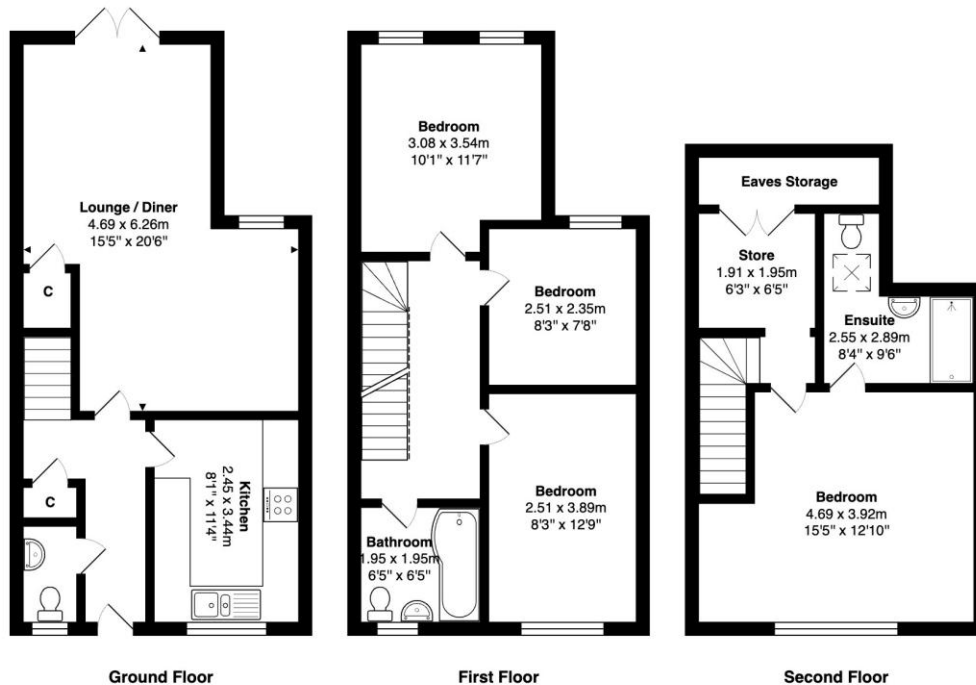 Lounge / Diner
4.69 x 6.26m
15'5" x 20'6"
C
C
Kitchen
2.45 x 3.44m
8'1" x 11'4"
Ground Floor
Bedroom
3.08 x 3.54m
10'1" x 11'7"
Bedroom
2.51 x 2.35m
8'3" x 7'8"
Bedroom
2.51 x 3.89m
8'3" x 12'9"
Bathroom
1.95 x 1.95m
6'5" x 6'5"
First Floor
Eaves Storage
Store
1.91 x 1.95m
6'3" x 6'5"
Ensuite
2.55 x 2.89m
8'4" x 9'6"
Bedroom
4.69 x 3.92m
15'5" x 12'10"
Second Floor